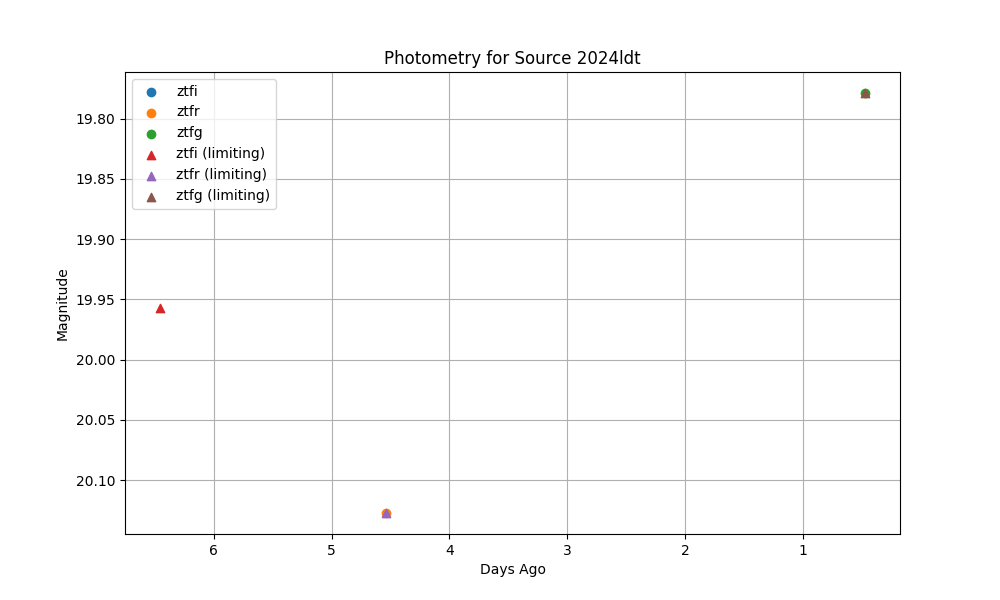 Photometry for Source 2024ldt
ztfi
ztfr
ztfg
ztfi (limiting)
ztfr (limiting)
ztfg (limiting)
19.80
19.85
19.90
19.95
20.00
20.05
20.10
Magnitude
6
5
4
3
2
1
Days Ago